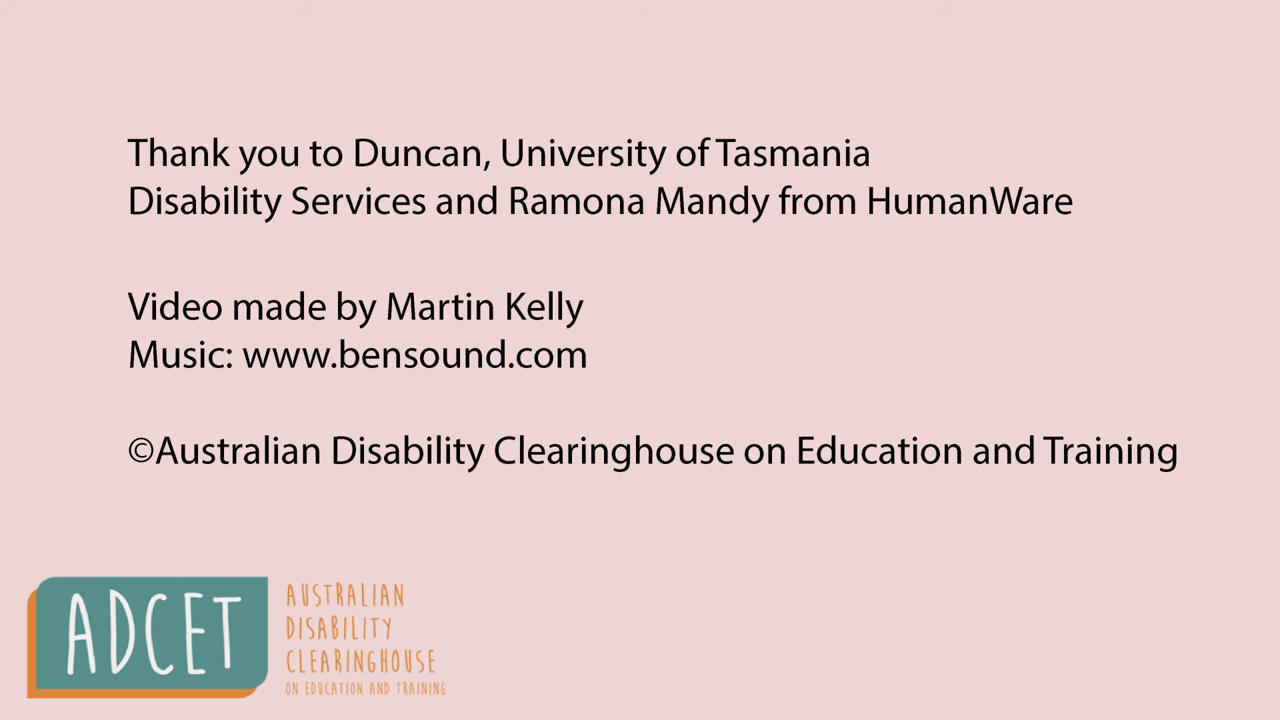 Thank you to Duncan, University of Tasmania
Disability Services and Ramona Mandy from HumanWare
Video made by Martin Kelly
Music: www.bensound.com
©Australian Disability Clearinghouse on Education and Training
ADCET
AUSTRALIAN
DISABILITY
CLEARINGHOUSE
ON EDUCATION AND TRAINING